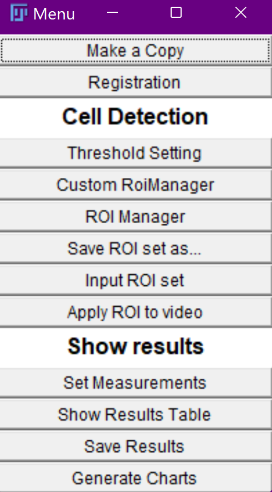 Menu
Make a Copy
Registration
Cell Detection
Threshold Setting
Custom RoiManager
ROI Manager
Save ROI set as...
Input ROI set
Apply ROI to video
Show results
Set Measurements
Show Results Table
Save Results
Generate Charts